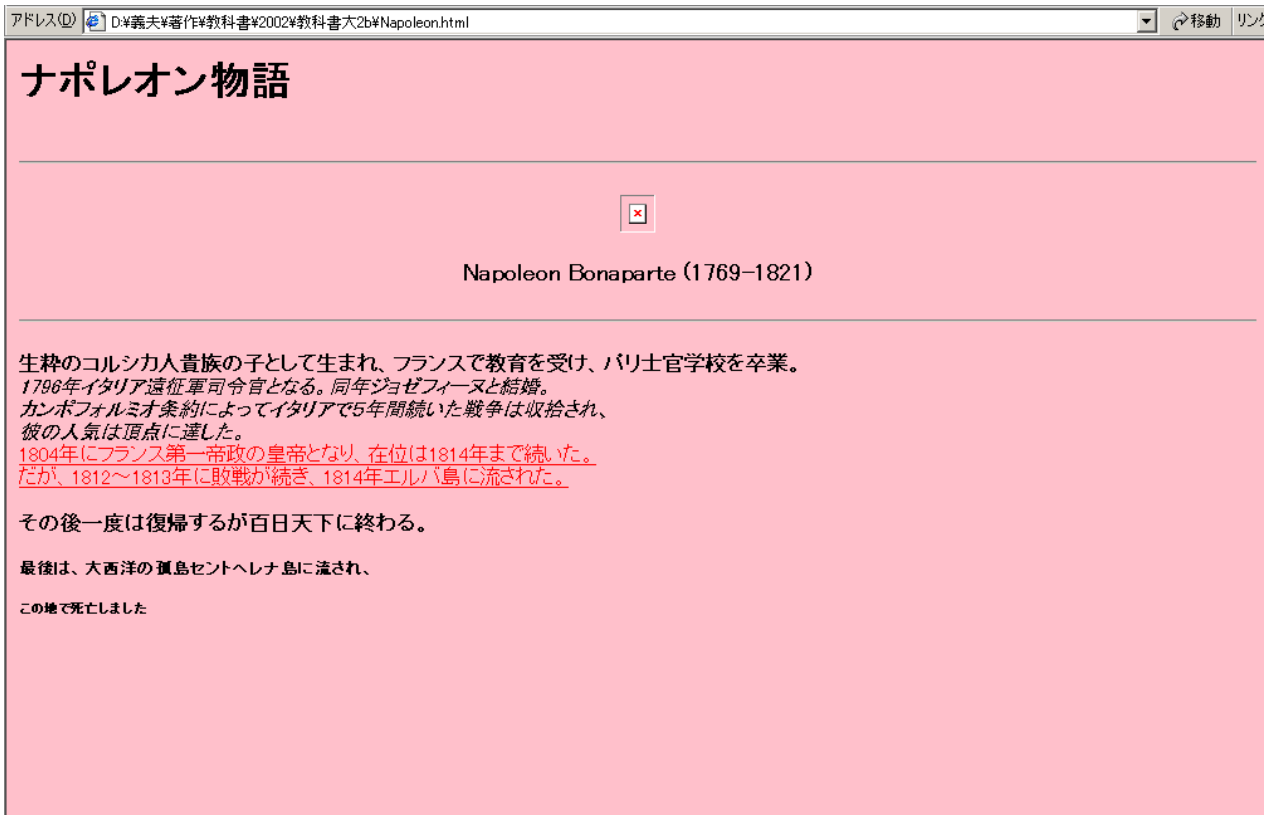 アドレス(D) D:¥義夫¥著作¥教科書¥2002¥教科書大2b¥Napoleon.html 移動 リンク
ナポレオン物語
Napoleon Bonaparte (1769-1821)
生粋のコルシカ人貴族の子として生まれ、フランスで教育を受け、パリ士官学校を卒業。
1796年イタリア遠征軍司令官となる。同年ジョゼフィーヌと結婚。
カンポフォルミオ条約によってイタリアで5年間続いた戦争は収拾され、
彼の人気は頂点に達した。
1804年にフランス第一帝政の皇帝となり、在位は1814年まで続いた。
だが、1812～1813年に敗戦が続き、1814年エルバ島に流された。
その後一度は復帰するが百日天下に終わる。
最後は、大西洋の孤島セントヘレナ島に流され、
この地で死亡しました